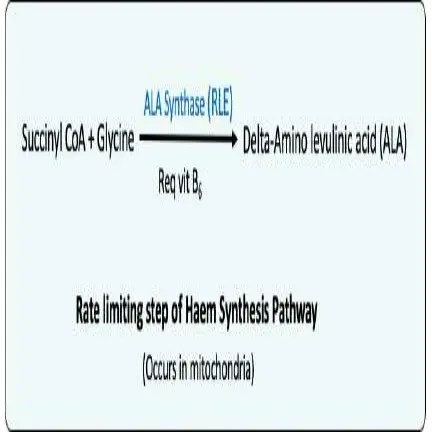 ALA Synthase (RLE)
Succinyl CoA + Glycine Delta-Amino levulinic acid (ALA)
Req vit B₆
Rate limiting step of Haem Synthesis Pathway
(Occurs in mitochondria)